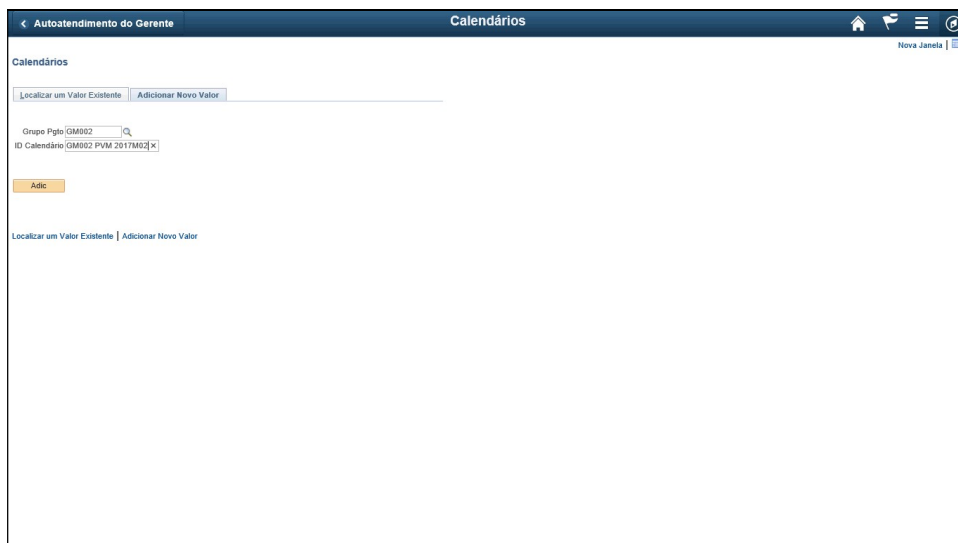 Autoatendimento do Gerente
Calendários
Nova Janela |
Calendários
Localizar um Valor Existente
Adicionar Novo Valor
Grupo Pgto GM002
ID Calendário GM002 PVM 2017M02
Adic
Localizar um Valor Existente | Adicionar Novo Valor